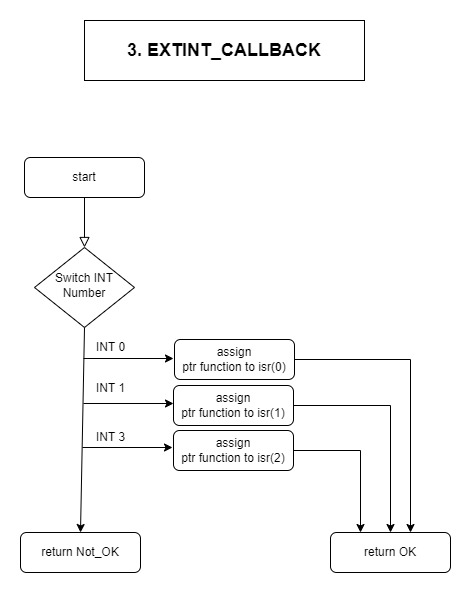 3. EXTINT_CALLBACK
start
Switch INT
Number
INT 0
assign
ptr function to isr(0)
INT 1
assign
ptr function to isr(1)
INT 3
assign
ptr function to isr(2)
return Not_OK
return OK